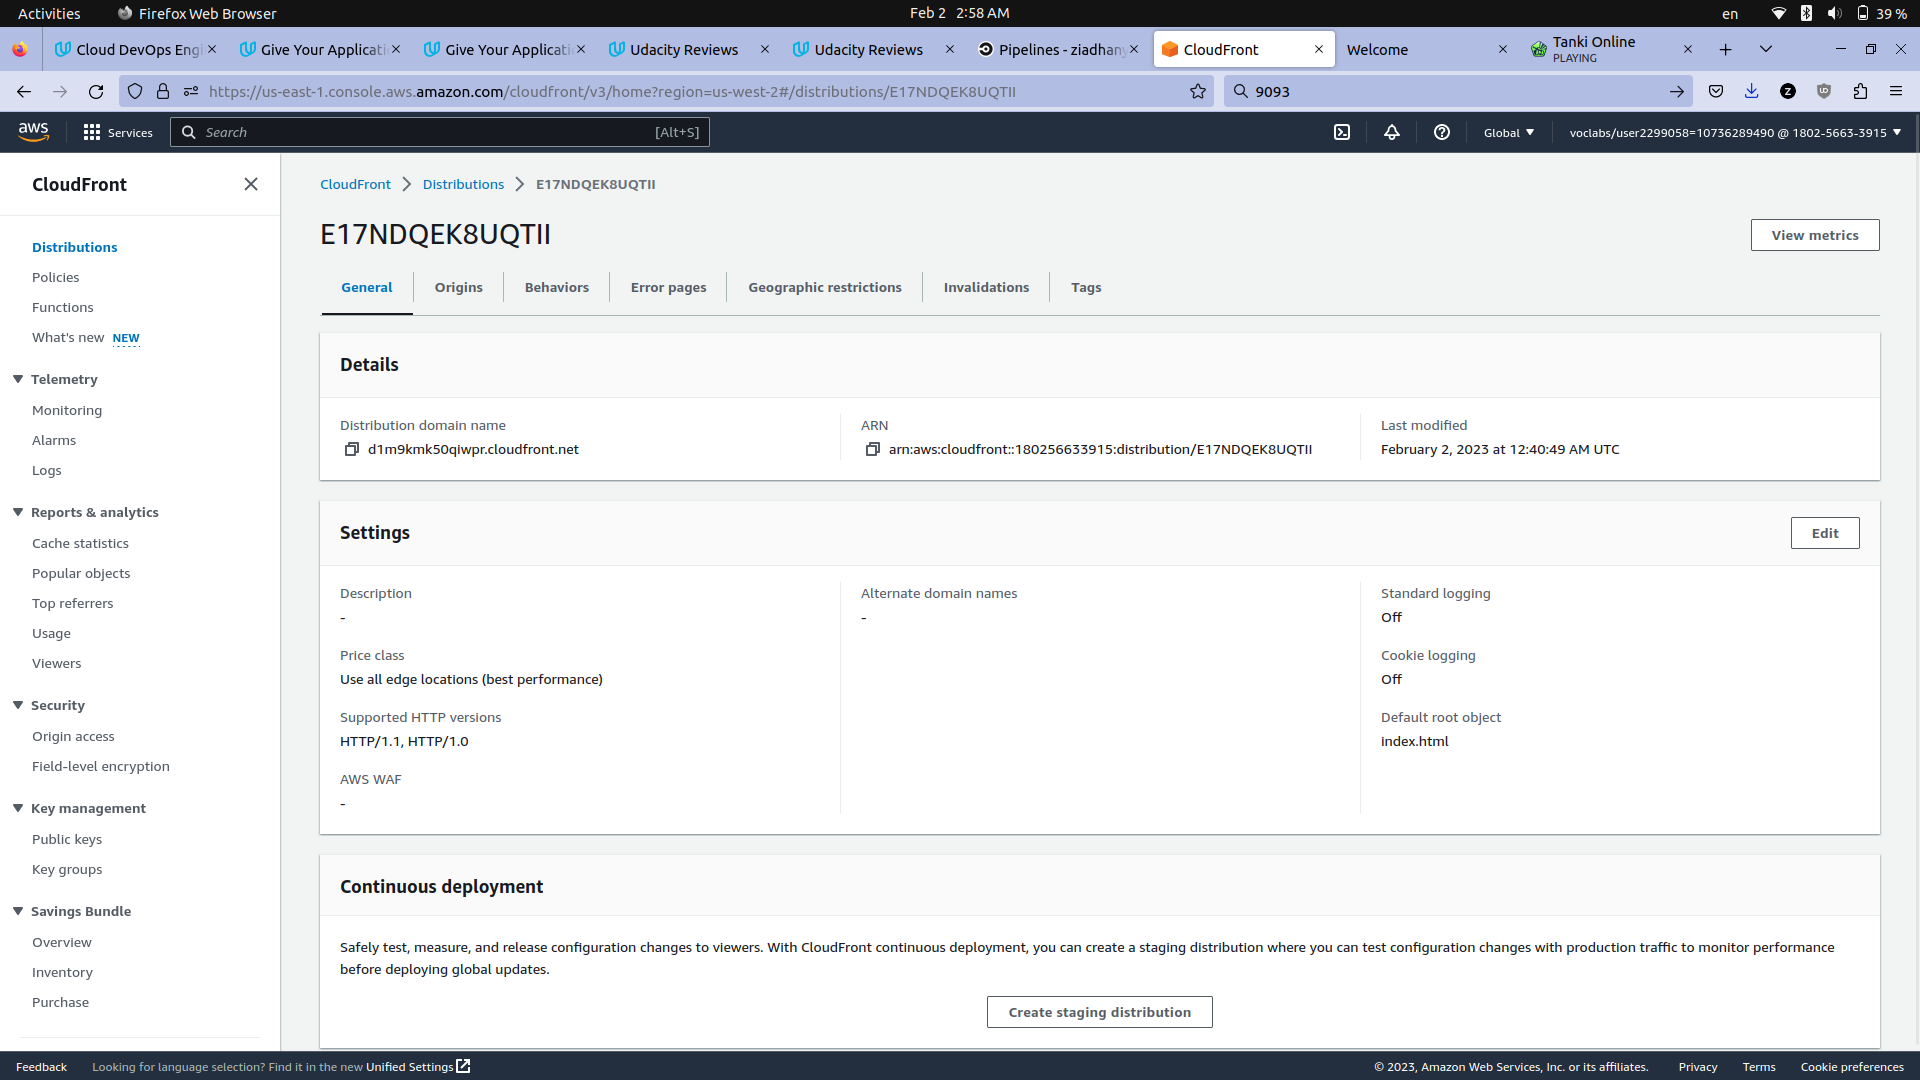 Activities
Firefox Web Browser
Feb 2 2:58 AM
en
39 %
Cloud DevOps Engi
Give Your Applicatio
Give Your Applicatio
Udacity Reviews
Udacity Reviews
Pipelines - ziadhany
CloudFront
Welcome
Tanki Online
PLAYING
https://us-east-1.console.aws.amazon.com/cloudfront/v3/home?region=us-west-2#/distributions/E17NDQEK8UQTII
9093
aws
Services
Search
[Alt+S]
Global
voclabs/user2299058=10736289490 @ 1802-5663-3915
CloudFront
Distributions
Policies
Functions
What's new NEW
Telemetry
Monitoring
Alarms
Logs
Reports & analytics
Cache statistics
Popular objects
Top referrers
Usage
Viewers
Security
Origin access
Field-level encryption
Key management
Public keys
Key groups
Savings Bundle
Overview
Inventory
Purchase
CloudFront
Distributions
E17NDQEK8UQTII
E17NDQEK8UQTII
View metrics
General
Origins
Behaviors
Error pages
Geographic restrictions
Invalidations
Tags
Details
Distribution domain name
d1m9kmk50qiwpr.cloudfront.net
ARN
arn:aws:cloudfront::180256633915:distribution/E17NDQEK8UQTII
Last modified
February 2, 2023 at 12:40:49 AM UTC
Settings
Edit
Description
-
Price class
Use all edge locations (best performance)
Supported HTTP versions
HTTP/1.1, HTTP/1.0
AWS WAF
-
Alternate domain names
-
Standard logging
Off
Cookie logging
Off
Default root object
index.html
Continuous deployment
Safely test, measure, and release configuration changes to viewers. With CloudFront continuous deployment, you can create a staging distribution where you can test configuration changes with production traffic to monitor performance
before deploying global updates.
Create staging distribution
Feedback
Looking for language selection? Find it in the new Unified Settings
© 2023, Amazon Web Services, Inc. or its affiliates.
Privacy
Terms
Cookie preferences